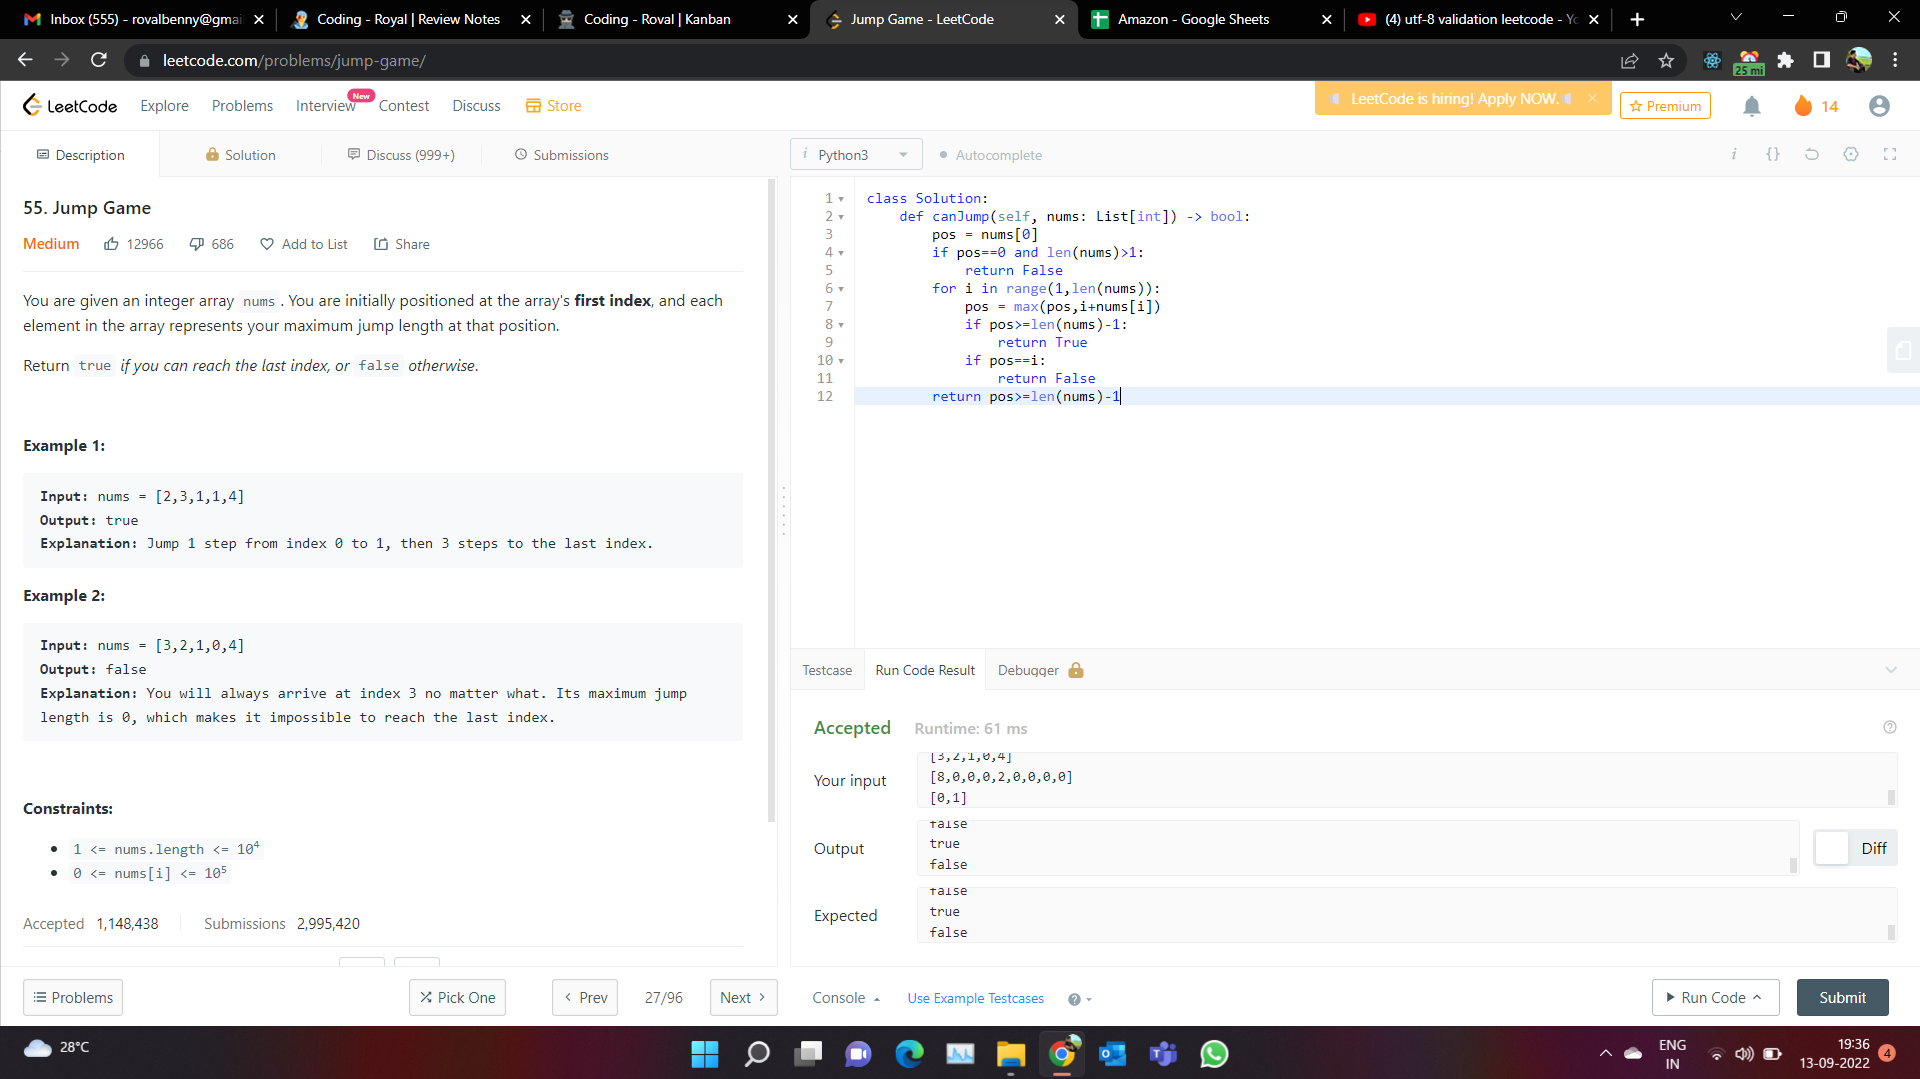 Inbox (555) - rovalbenny@gmai
Coding - Royal | Review Notes
Coding - Roval | Kanban
Jump Game - LeetCode
Amazon - Google Sheets
(4) utf-8 validation leetcode - Yo
leetcode.com/problems/jump-game/
25 mi
LeetCode
Explore
Problems
Interview
New
Contest
Discuss
Store
LeetCode is hiring! Apply NOW.
Premium
14
Description
Solution
Discuss (999+)
Submissions
i Python3
Autocomplete
55. Jump Game
Medium
12966
686
Add to List
Share
You are given an integer array nums . You are initially positioned at the array's first index, and each
element in the array represents your maximum jump length at that position.
Return true if you can reach the last index, or false otherwise.
Example 1:
Input: nums = [2,3,1,1,4]
Output: true
Explanation: Jump 1 step from index 0 to 1, then 3 steps to the last index.
Example 2:
Input: nums = [3,2,1,0,4]
Output: false
Explanation: You will always arrive at index 3 no matter what. Its maximum jump
length is 0, which makes it impossible to reach the last index.
Constraints:
1 <= nums.length <= 10⁴
0 <= nums[i] <= 10⁵
Accepted 1,148,438
Submissions 2,995,420
Problems
Pick One
Prev
27/96
Next
1 class Solution:
2 def canJump(self, nums: List[int]) -> bool:
3 pos = nums[0]
4 if pos==0 and len(nums)>1:
5 return False
6 for i in range(1,len(nums)):
7 pos = max(pos,i+nums[i])
8 if pos>=len(nums)-1:
9 return True
10 if pos==i:
11 return False
12 return pos>=len(nums)-1
Testcase
Run Code Result
Debugger
Accepted
Runtime: 61 ms
Your input
[3,2,1,0,4]
[8,0,0,0,2,0,0,0,0]
[0,1]
Output
false
true
false
Diff
Expected
false
true
false
Console
Use Example Testcases
Run Code
Submit
28°C
ENG
IN
19:36
13-09-2022
4